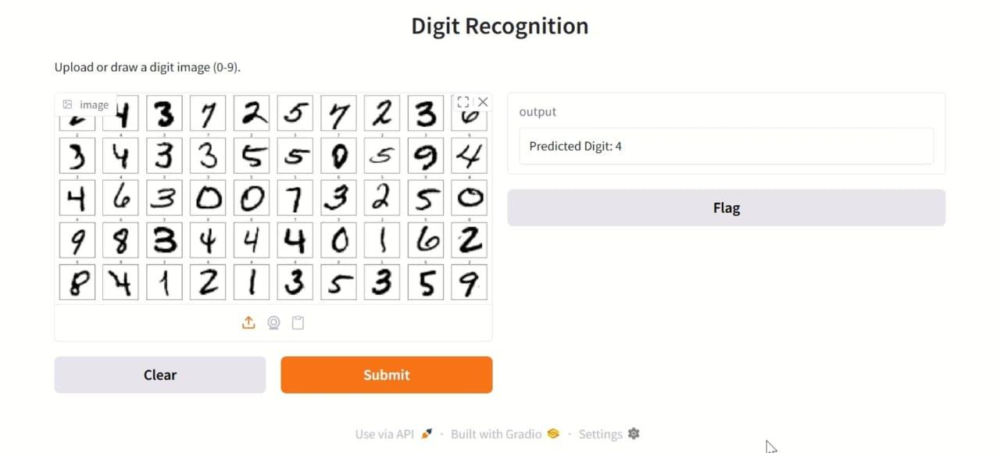 Digit Recognition
Upload or draw a digit image (0-9).
image
4 3 7 2 5 7 2 3 6
3 4 3 3 5 5 0 5 9 4
4 6 3 0 0 7 3 2 5 0
9 8 3 4 4 4 0 1 6 2
8 4 1 2 1 3 5 3 5 9
output
Predicted Digit: 4
Flag
Clear
Submit
Use via API · Built with Gradio · Settings